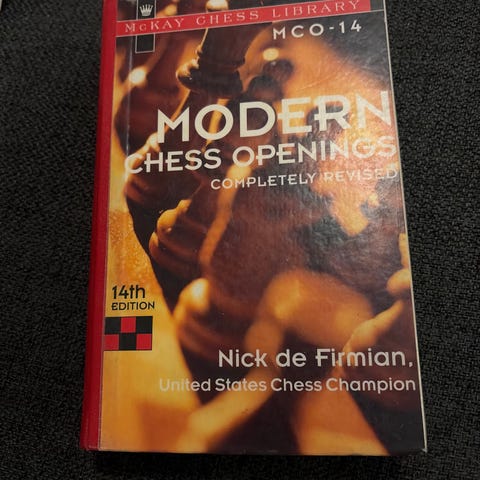 McKAY CHESS LIBRARY
MCO-14
MODERN
CHESS OPENINGS
COMPLETELY REVISED
14th
EDITION
Nick de Firmian,
United States Chess Champion